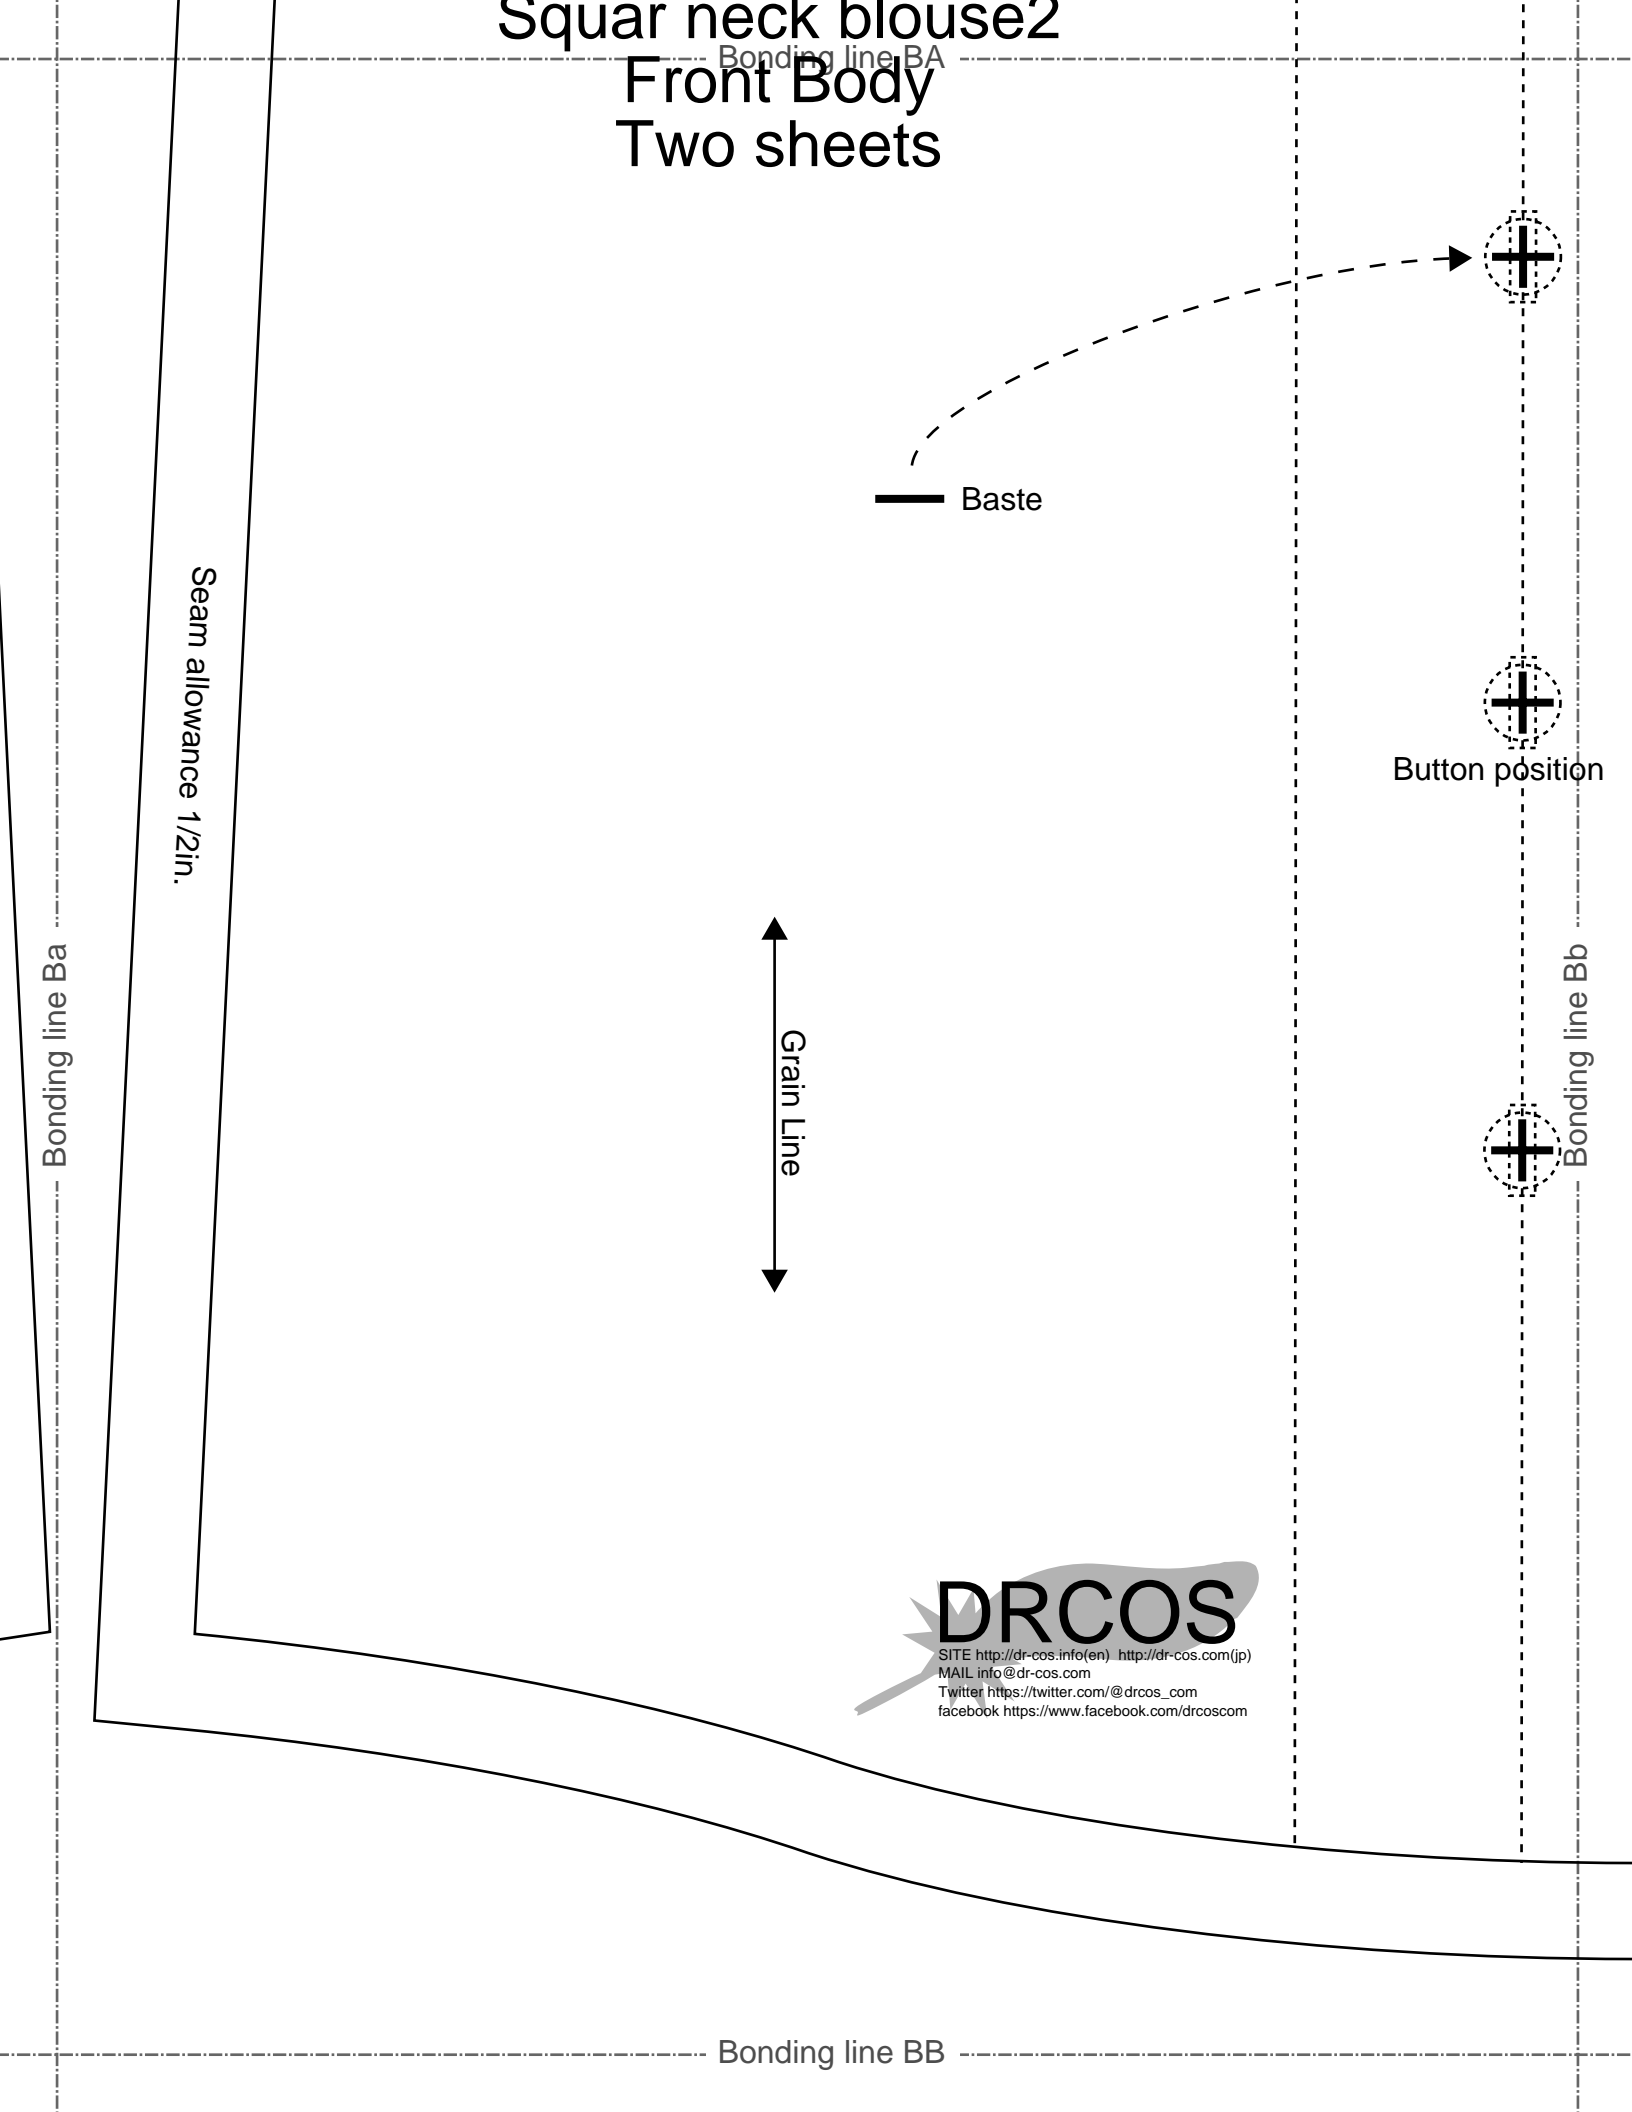 Squar neck blouse2
Bonding line BA
Front Body
Two sheets
Baste
Seam allowance 1/2in.
Button position
Bonding line Ba
Grain Line
Bonding line Bb
DRCOS
SITE http://dr-cos.info(en) http://dr-cos.com(jp)
MAIL info@dr-cos.com
Twitter https://twitter.com/@drcos_com
facebook https://www.facebook.com/drcoscom
Bonding line BB